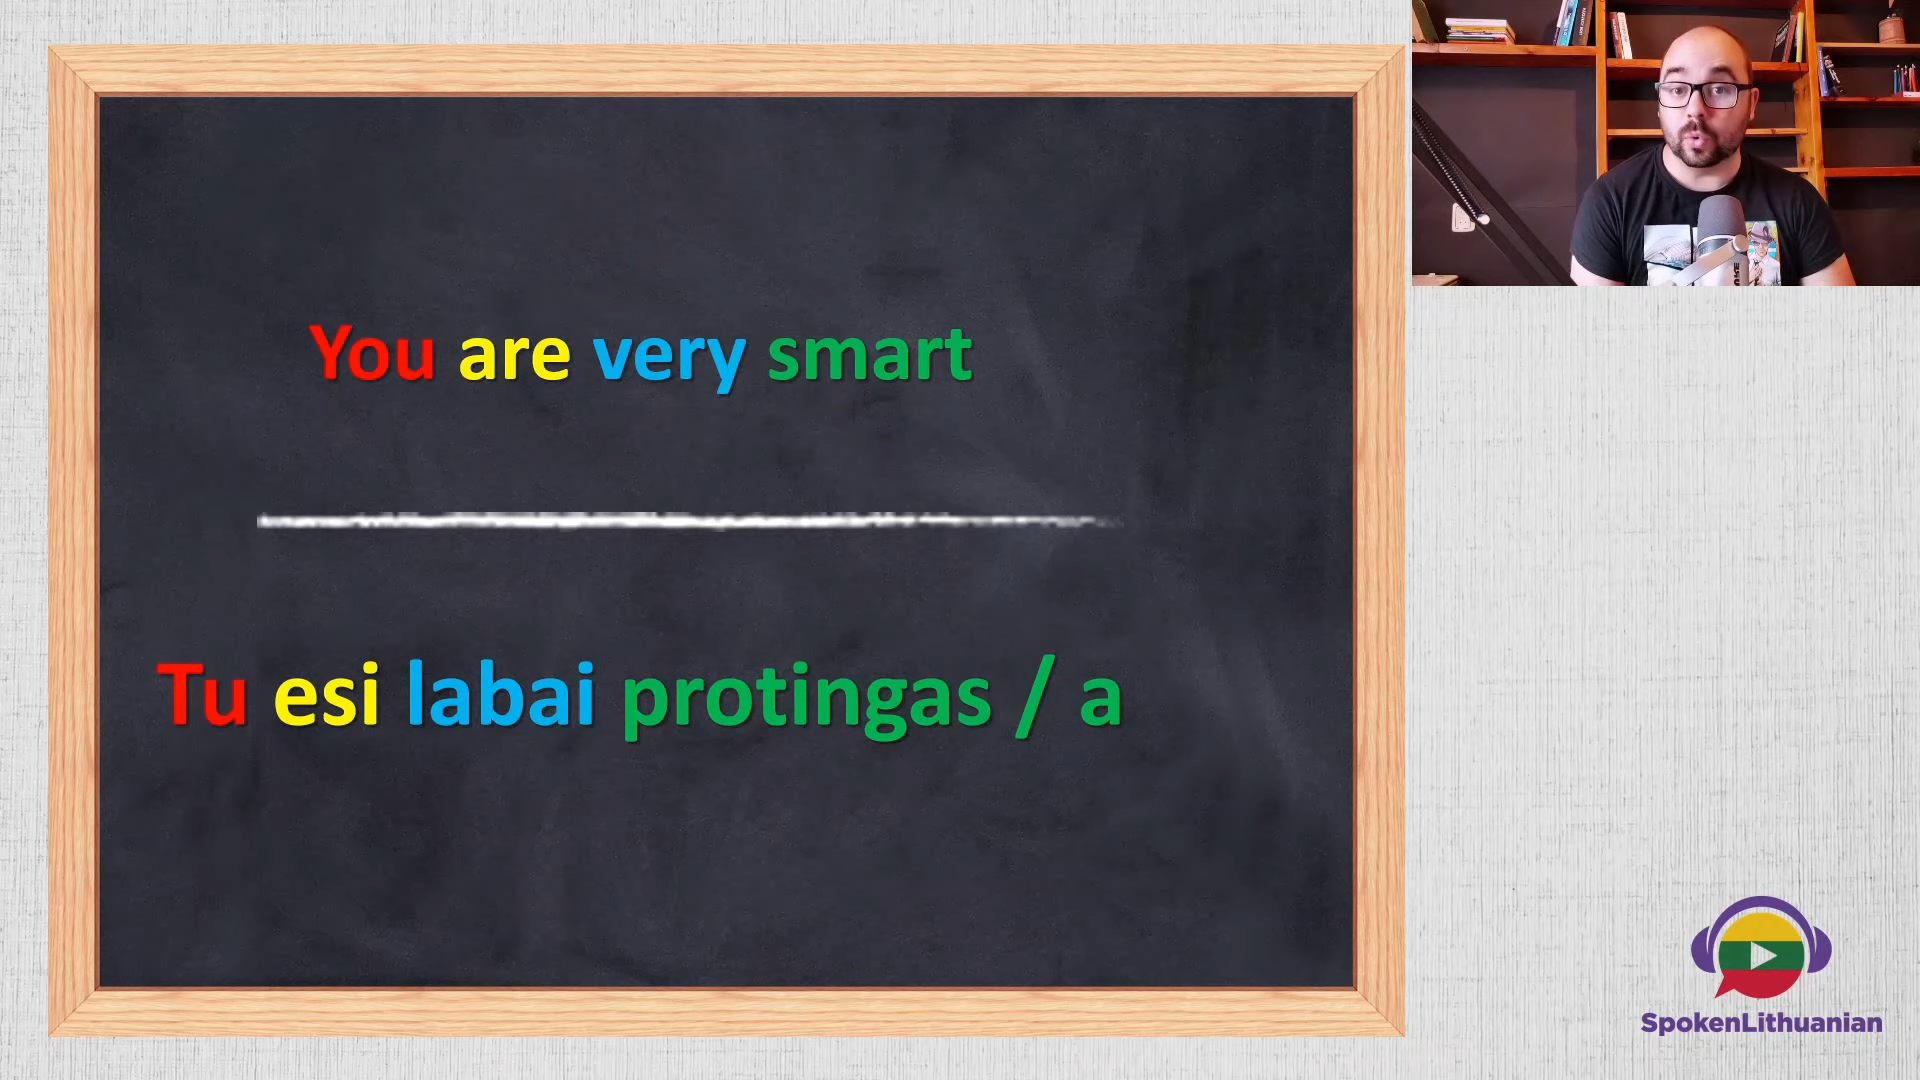 You are very smart
Tu esi labai protingas / a
SpokenLithuanian